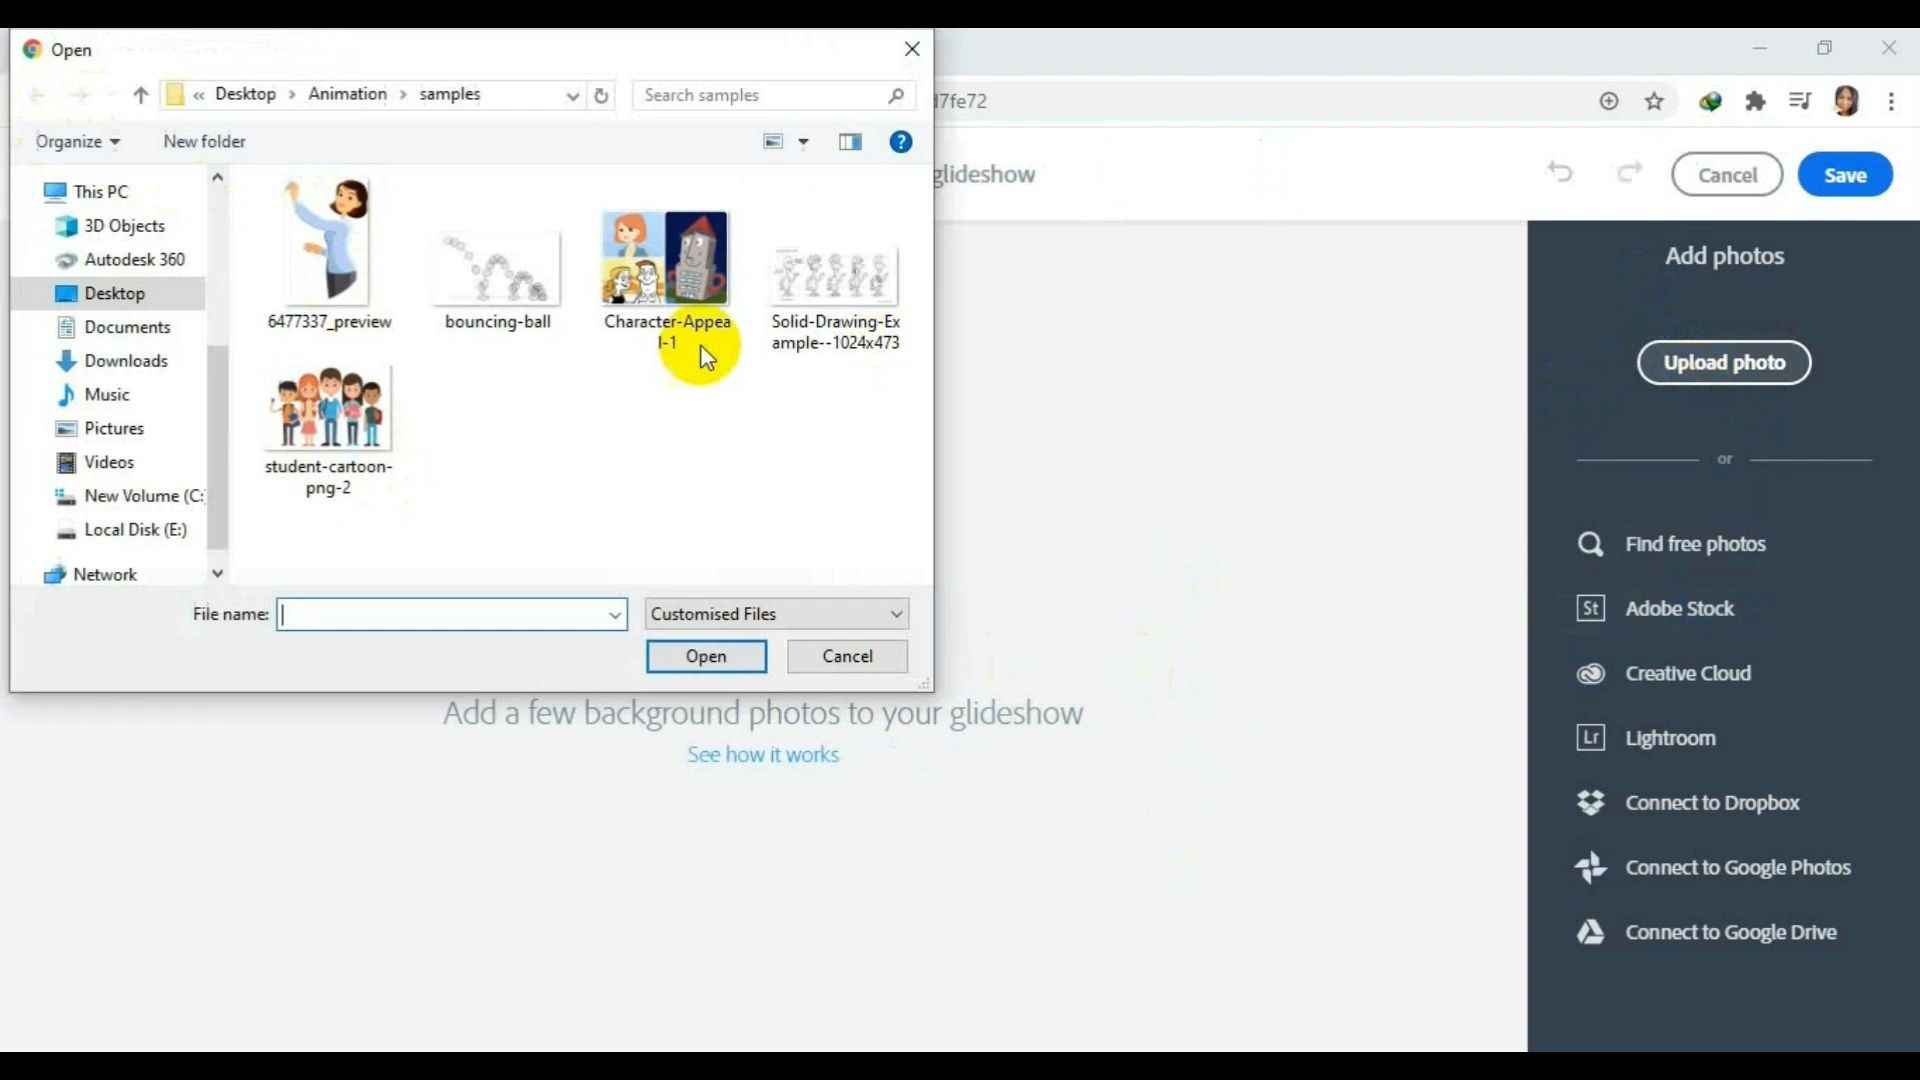 Open
« Desktop > Animation > samples
Search samples
Organize
New folder
This PC
3D Objects
Autodesk 360
Desktop
Documents
Downloads
Music
Pictures
Videos
New Volume (C:
Local Disk (E:)
Network
6477337_preview
bouncing-ball
Character-Appea
l-1
Solid-Drawing-Ex
ample--1024x473
student-cartoon-
png-2
File name:
Customised Files
Open
Cancel
d7fe72
glideshow
Cancel
Save
Add a few background photos to your glideshow
See how it works
Add photos
Upload photo
or
Find free photos
St Adobe Stock
Creative Cloud
Lr Lightroom
Connect to Dropbox
Connect to Google Photos
Connect to Google Drive